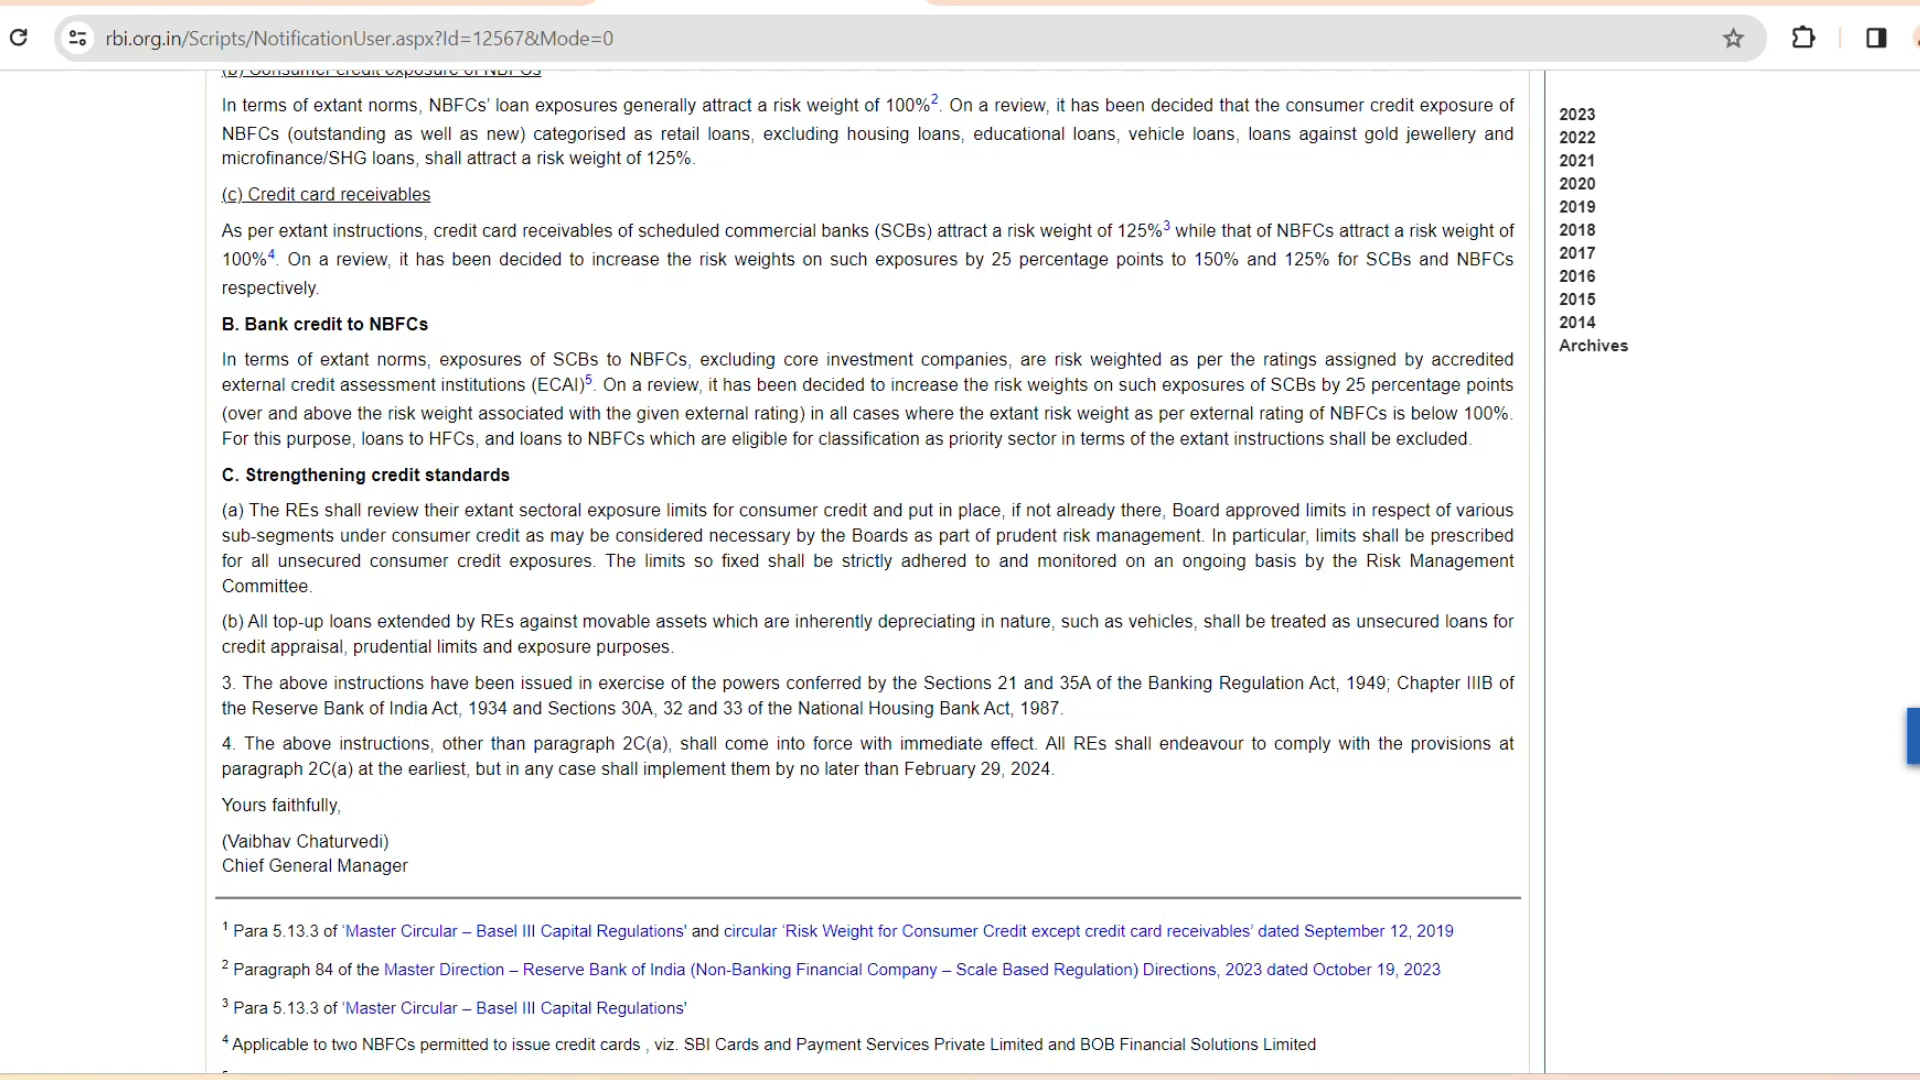 rbi.org.in/Scripts/NotificationUser.aspx?Id=12567&Mode=0
(b) Consumer credit exposure of NBFCs
In terms of extant norms, NBFCs' loan exposures generally attract a risk weight of 100%2. On a review, it has been decided that the consumer credit exposure of
NBFCs (outstanding as well as new) categorised as retail loans, excluding housing loans, educational loans, vehicle loans, loans against gold jewellery and
microfinance/SHG loans, shall attract a risk weight of 125%.
(c) Credit card receivables
As per extant instructions, credit card receivables of scheduled commercial banks (SCBs) attract a risk weight of 125%3 while that of NBFCs attract a risk weight of
100%4. On a review, it has been decided to increase the risk weights on such exposures by 25 percentage points to 150% and 125% for SCBs and NBFCs
respectively.
B. Bank credit to NBFCs
In terms of extant norms, exposures of SCBs to NBFCs, excluding core investment companies, are risk weighted as per the ratings assigned by accredited
external credit assessment institutions (ECAI)5. On a review, it has been decided to increase the risk weights on such exposures of SCBs by 25 percentage points
(over and above the risk weight associated with the given external rating) in all cases where the extant risk weight as per external rating of NBFCs is below 100%.
For this purpose, loans to HFCs, and loans to NBFCs which are eligible for classification as priority sector in terms of the extant instructions shall be excluded.
C. Strengthening credit standards
(a) The REs shall review their extant sectoral exposure limits for consumer credit and put in place, if not already there, Board approved limits in respect of various
sub-segments under consumer credit as may be considered necessary by the Boards as part of prudent risk management. In particular, limits shall be prescribed
for all unsecured consumer credit exposures. The limits so fixed shall be strictly adhered to and monitored on an ongoing basis by the Risk Management
Committee.
(b) All top-up loans extended by REs against movable assets which are inherently depreciating in nature, such as vehicles, shall be treated as unsecured loans for
credit appraisal, prudential limits and exposure purposes.
3. The above instructions have been issued in exercise of the powers conferred by the Sections 21 and 35A of the Banking Regulation Act, 1949; Chapter IIIB of
the Reserve Bank of India Act, 1934 and Sections 30A, 32 and 33 of the National Housing Bank Act, 1987.
4. The above instructions, other than paragraph 2C(a), shall come into force with immediate effect. All REs shall endeavour to comply with the provisions at
paragraph 2C(a) at the earliest, but in any case shall implement them by no later than February 29, 2024.
Yours faithfully,
(Vaibhav Chaturvedi)
Chief General Manager
1 Para 5.13.3 of 'Master Circular – Basel III Capital Regulations' and circular 'Risk Weight for Consumer Credit except credit card receivables' dated September 12, 2019
2 Paragraph 84 of the Master Direction – Reserve Bank of India (Non-Banking Financial Company – Scale Based Regulation) Directions, 2023 dated October 19, 2023
3 Para 5.13.3 of 'Master Circular – Basel III Capital Regulations'
4 Applicable to two NBFCs permitted to issue credit cards , viz. SBI Cards and Payment Services Private Limited and BOB Financial Solutions Limited
2023
2022
2021
2020
2019
2018
2017
2016
2015
2014
Archives